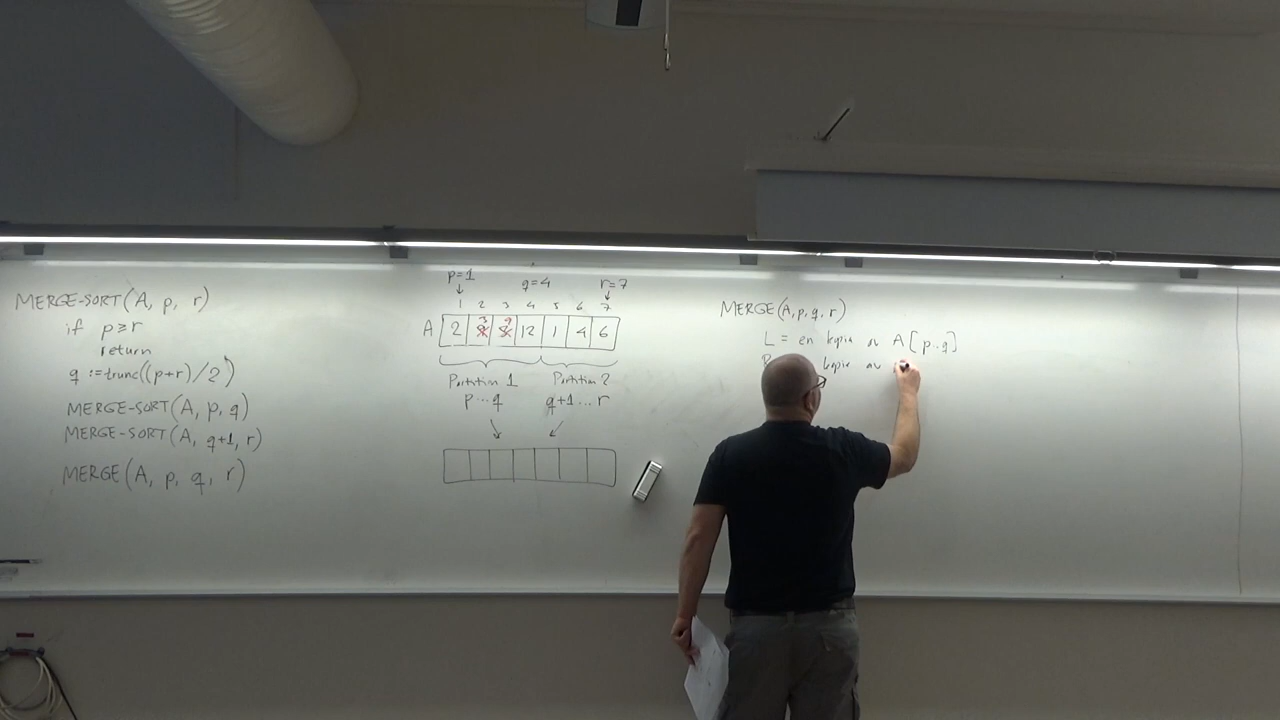 MERGE-SORT(A, p, r)
if p≥r
return
q :=trunc((p+r)/2)
MERGE-SORT(A, p, q)
MERGE-SORT(A, q+1, r)
MERGE(A, p, q, r)
p=1 q=4 r=7
1 2 3 4 5 6 7
A 2 3 9 12 1 4 6
Partition 1 Partition 2
p...q q+1...r
MERGE(A,p,q,r)
L = en kopia av A[p..q]
kopia av